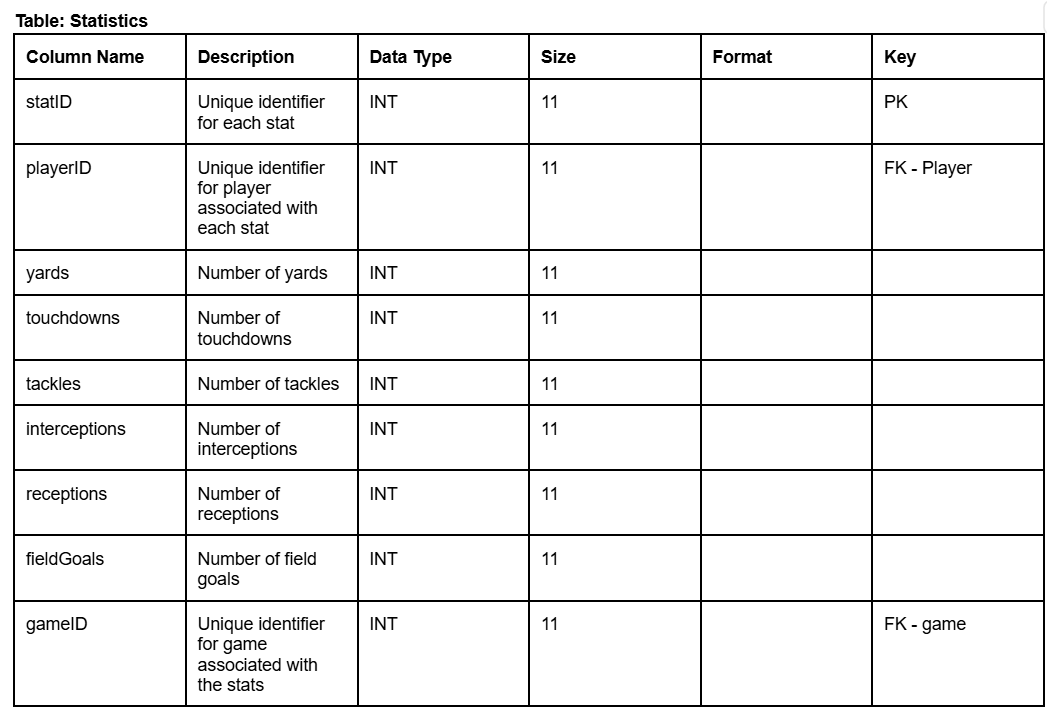 Table: Statistics
Column Name Description Data Type Size Format Key
statID Unique identifier INT 11 PK
for each stat
playerID Unique identifier INT 11 FK - Player
for player
associated with
each stat
yards Number of yards INT 11
touchdowns Number of INT 11
touchdowns
tackles Number of tackles INT 11
interceptions Number of INT 11
interceptions
receptions Number of INT 11
receptions
fieldGoals Number of field INT 11
goals
gameID Unique identifier INT 11 FK - game
for game
associated with
the stats